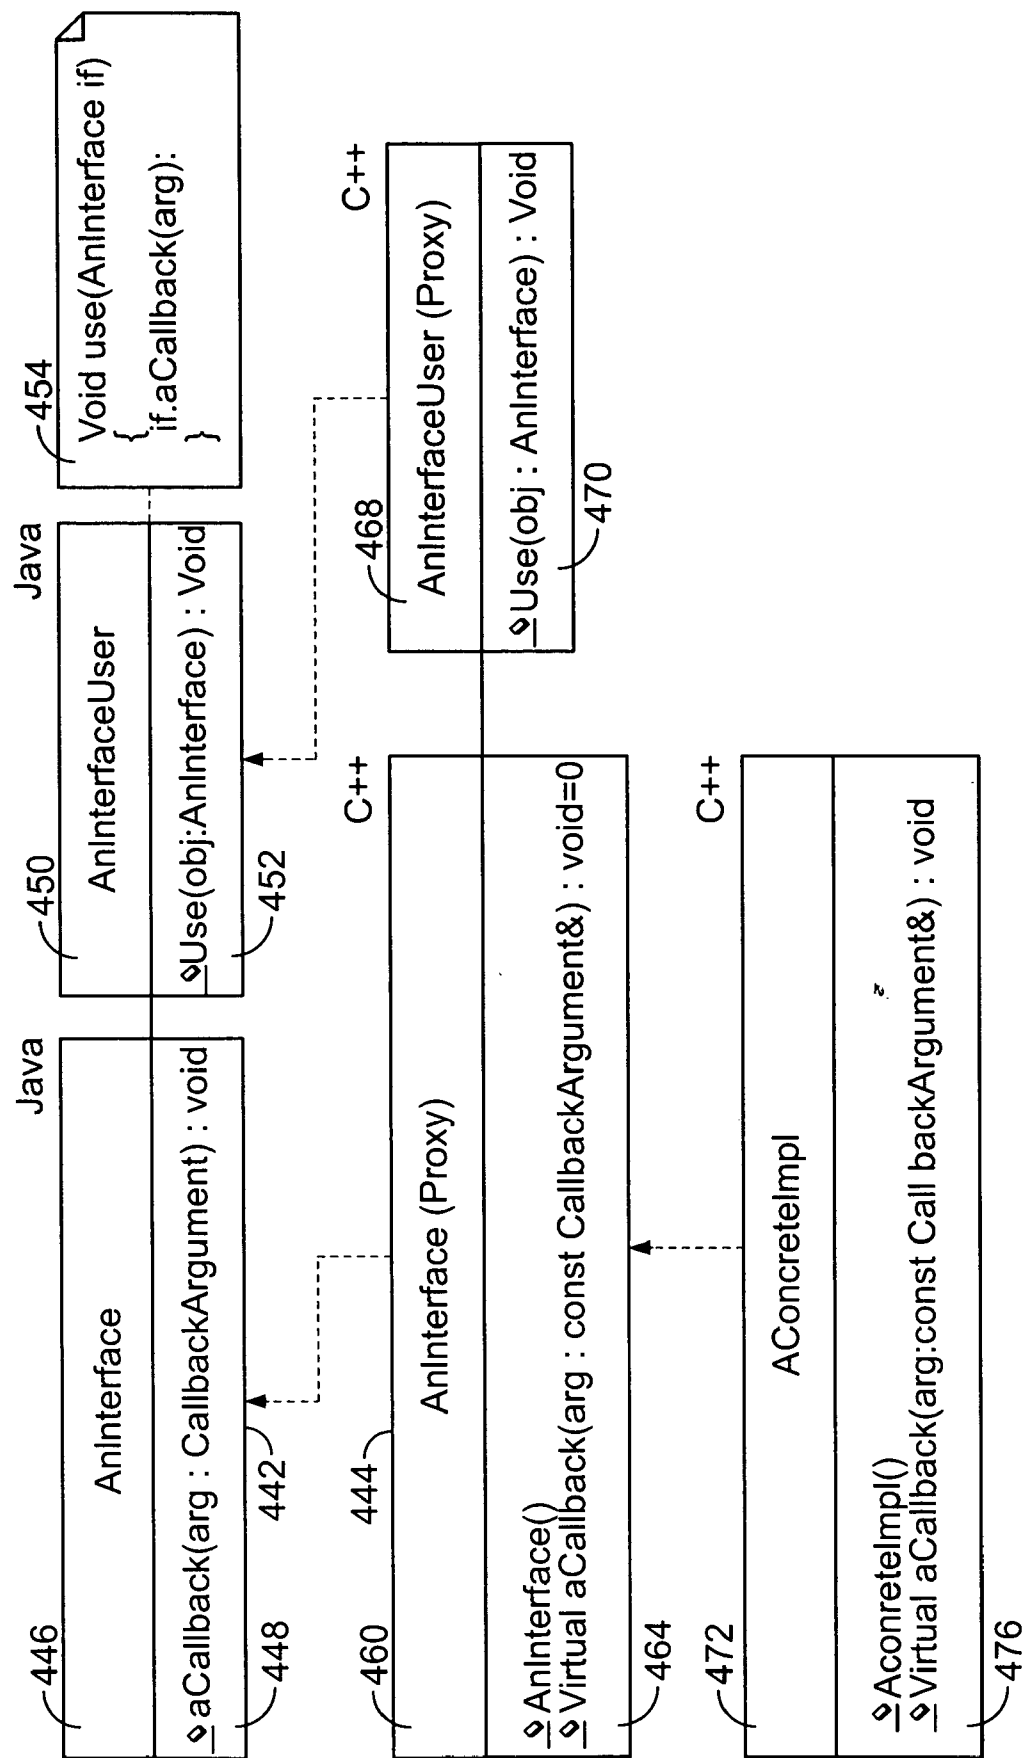 Java
446
AnInterface
aCallback(arg : CallbackArgument) : void
448
442
Java
450
AnInterfaceUser
Use(obj:AnInterface) : Void
452
454
Void use(AnInterface if)
{
if.aCallback(arg):
}
444
C++
460
AnInterface (Proxy)
AnInterface()
Virtual aCallback(arg : const CallbackArgument&) : void=0
464
C++
468
AnInterfaceUser (Proxy)
Use(obj : AnInterface) : Void
470
C++
472
AConcreteImpl
AconreteImpl()
Virtual aCallback(arg:const Call backArgument&) : void
476